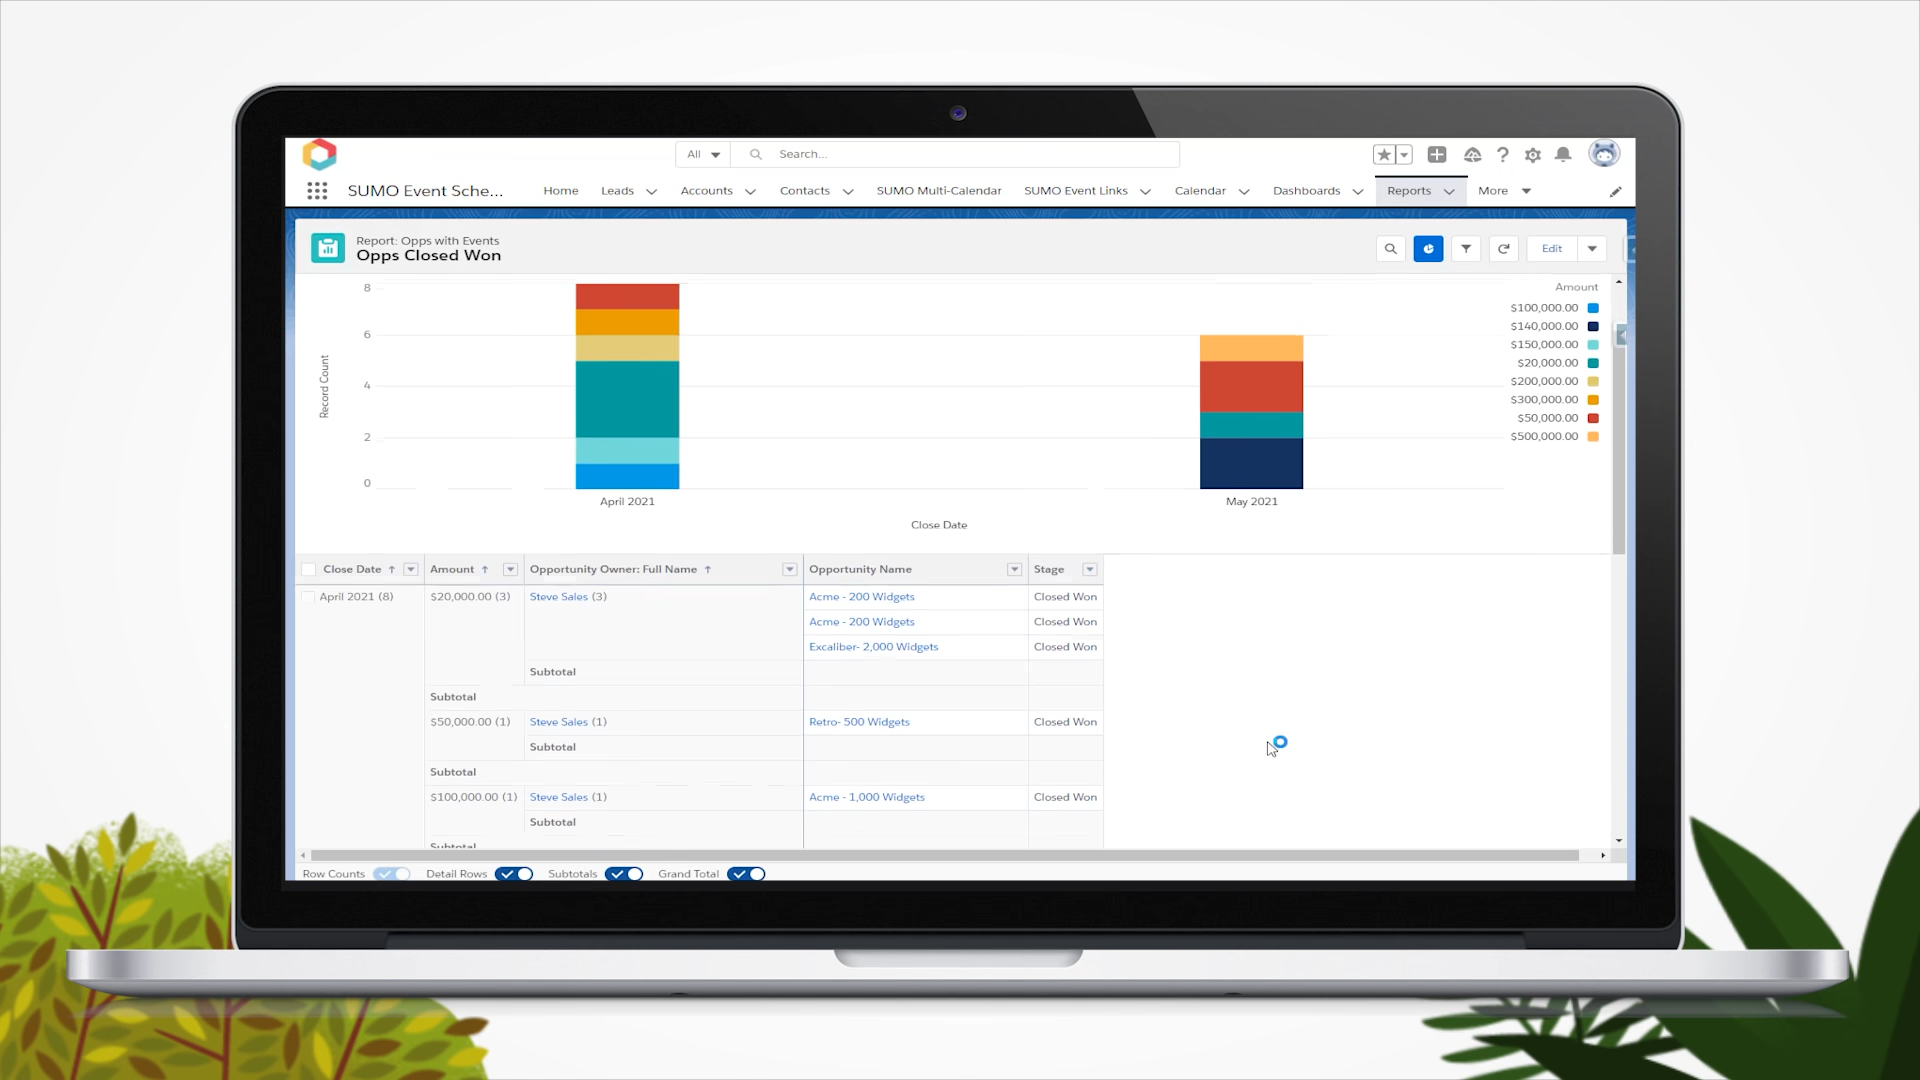 All Search...
SUMO Event Sche... Home Leads Accounts Contacts SUMO Multi-Calendar SUMO Event Links Calendar Dashboards Reports More
Report: Opps with Events
Opps Closed Won
Edit
8
6
4
2
0
Record Count
April 2021 May 2021
Close Date
Amount
$100,000.00
$140,000.00
$150,000.00
$20,000.00
$200,000.00
$300,000.00
$50,000.00
$500,000.00
Close Date ↑ Amount ↑ Opportunity Owner: Full Name ↑ Opportunity Name Stage
April 2021 (8) $20,000.00 (3) Steve Sales (3) Acme - 200 Widgets Closed Won
Acme - 200 Widgets Closed Won
Excaliber- 2,000 Widgets Closed Won
Subtotal
Subtotal
$50,000.00 (1) Steve Sales (1) Retro- 500 Widgets Closed Won
Subtotal
Subtotal
$100,000.00 (1) Steve Sales (1) Acme - 1,000 Widgets Closed Won
Subtotal
Subtotal
Row Counts Detail Rows Subtotals Grand Total